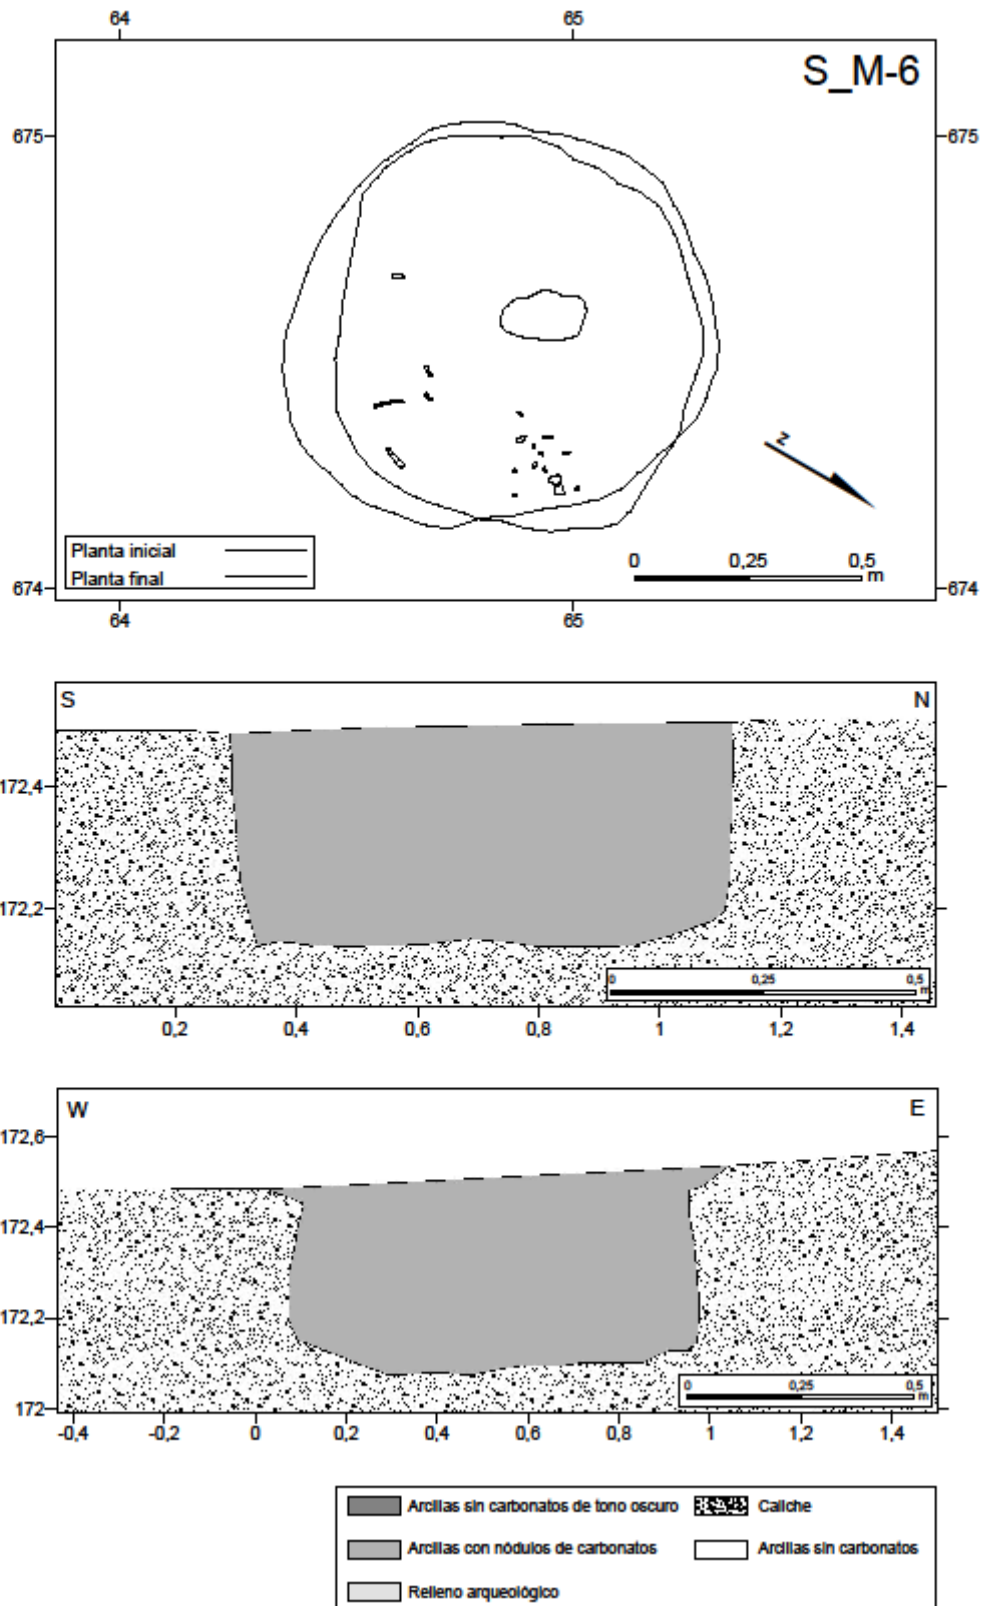 64 65
S_M-6
675 675
z
Planta inicial
Planta final
0 0,25 0,5
m
674 674
64 65
S N
172,4
172,2
0 0,25 0,5
m
0,2 0,4 0,6 0,8 1 1,2 1,4
W E
172,6
172,4
172,2
0 0,25 0,5
m
172
-0,4 -0,2 0 0,2 0,4 0,6 0,8 1 1,2 1,4
Arcillas sin carbonatos de tono oscuro Caliche
Arcillas con nódulos de carbonatos Arcillas sin carbonatos
Relleno arqueológico